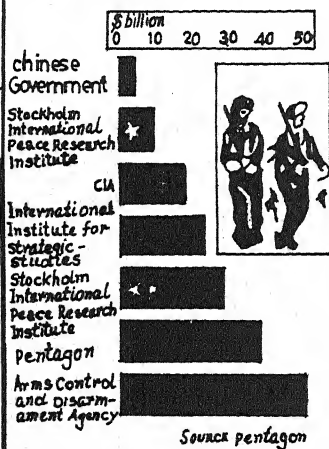 $ billion
0 10 20 30 40 50
chinese
Government
Stockholm
International
Peace Research
Institute
CIA
International
Institute for
strategic-
studies
Stockholm
International
Peace Research
Institute
Pentagon
Arms Control
and Disarm-
ament Agency
Source pentagon